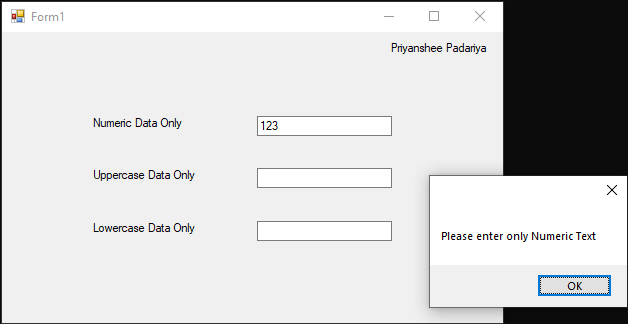 Form1
Priyanshee Padariya
Numeric Data Only
123
Uppercase Data Only
Lowercase Data Only
Please enter only Numeric Text
OK